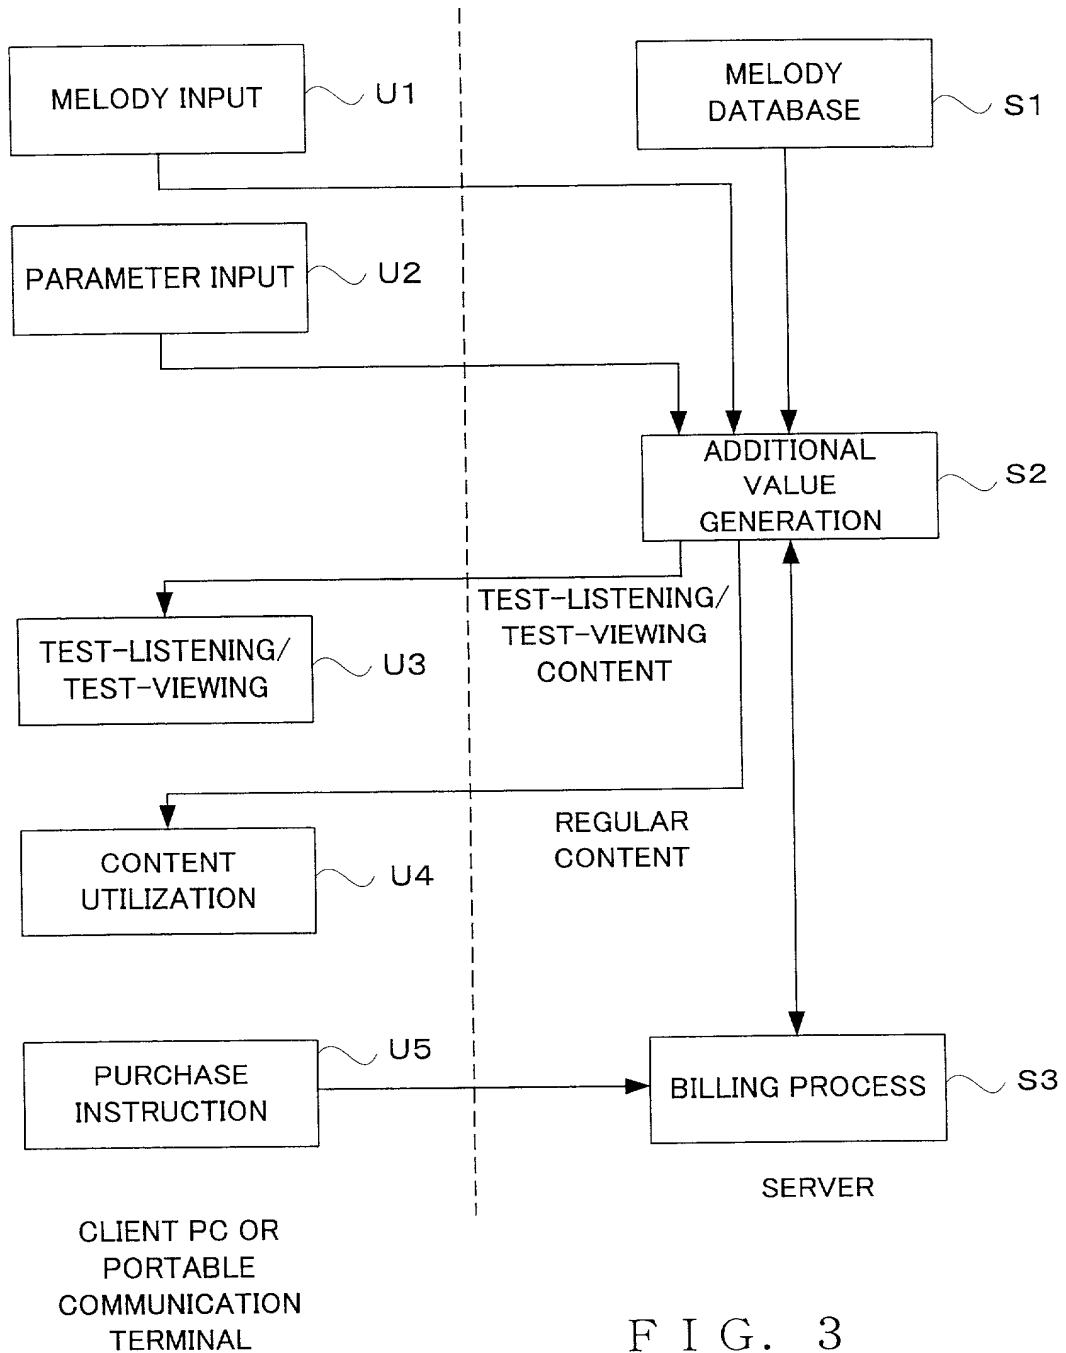 MELODY INPUT
U1
MELODY
DATABASE
S1
PARAMETER INPUT
U2
ADDITIONAL
VALUE
GENERATION
S2
TEST-LISTENING/
TEST-VIEWING
CONTENT
TEST-LISTENING/
TEST-VIEWING
U3
REGULAR
CONTENT
CONTENT
UTILIZATION
U4
PURCHASE
INSTRUCTION
U5
BILLING PROCESS
S3
SERVER
CLIENT PC OR
PORTABLE
COMMUNICATION
TERMINAL
FIG. 3